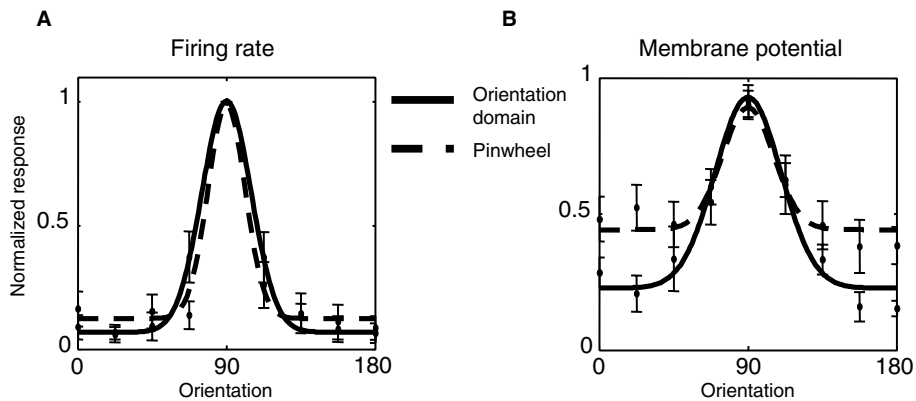 A
Firing rate
Normalized response
1
0.5
0
0
90
180
Orientation
Orientation
domain
Pinwheel
B
Membrane potential
1
0.5
0
0
90
180
Orientation